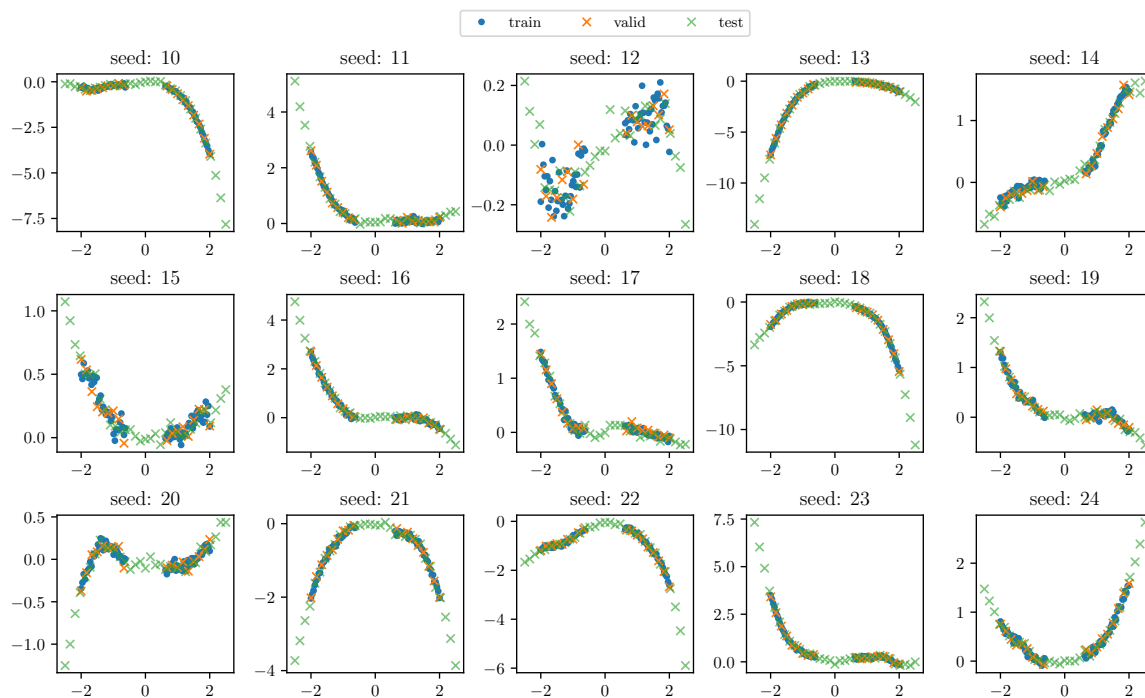 train valid test
seed: 10 seed: 11 seed: 12 seed: 13 seed: 14
0.0 −2.5 −5.0 −7.5 −2 0 2
4 2 0 −2 0 2
0.2 0.0 −0.2 −2 0 2
0 −5 −10 −2 0 2
1 0 −2 0 2
seed: 15 seed: 16 seed: 17 seed: 18 seed: 19
1.0 0.5 0.0 −2 0 2
4 2 0 −2 0 2
2 1 0 −2 0 2
0 −5 −10 −2 0 2
2 1 0 −2 0 2
seed: 20 seed: 21 seed: 22 seed: 23 seed: 24
0.5 0.0 −0.5 −1.0 −2 0 2
0 −2 −4 −2 0 2
0 −2 −4 −6 −2 0 2
7.5 5.0 2.5 0.0 −2 0 2
2 1 0 −2 0 2